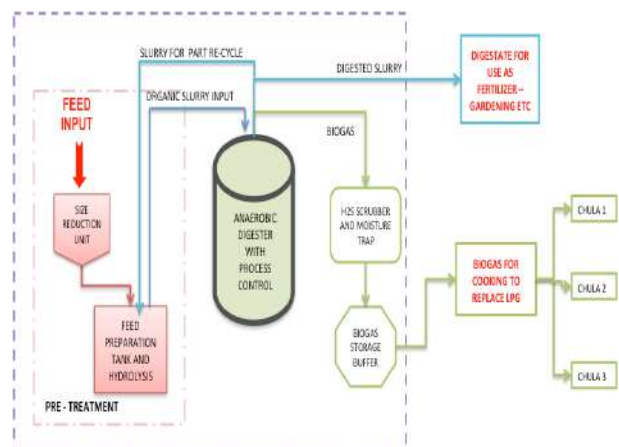 SLURRY FOR PART RE-CYCLE
DIGESTED SLURRY
DIGESTATE FOR
USE AS
FERTILIZER –
GARDENING ETC
FEED
INPUT
ORGANIC SLURRY INPUT
BIOGAS
SIZE
REDUCTION
UNIT
ANAEROBIC
DIGESTER
WITH
PROCESS
CONTROL
H2S SCRUBBER
AND MOISTURE
TRAP
CHULA 1
BIOGAS FOR
COOKING TO
REPLACE LPG
CHULA 2
FEED
PREPARATION
TANK AND
HYDROLYSIS
BIOGAS
STORAGE
BUFFER
CHULA 3
PRE - TREATMENT